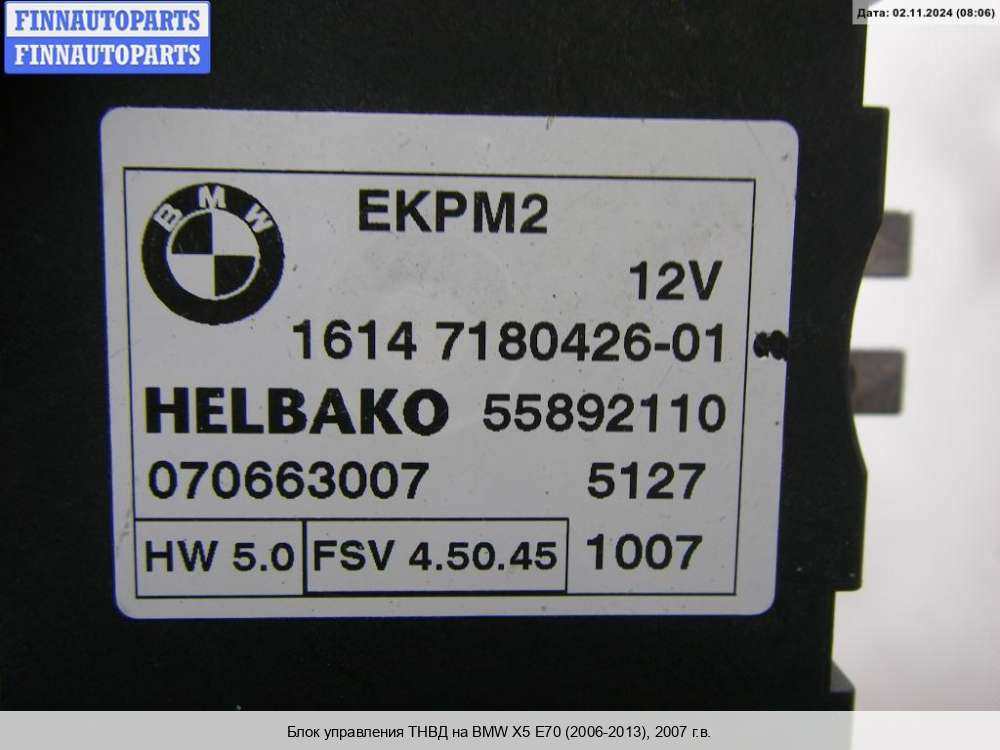 FINNAUTOPARTS
FINNAUTOPARTS
Дата: 02.11.2024 (08:06)
BMW
EKPM2
12V
1614 7180426-01
HELBAKO 55892110
070663007 5127
HW 5.0 FSV 4.50.45 1007
Блок управления ТНВД на BMW X5 E70 (2006-2013), 2007 г.в.